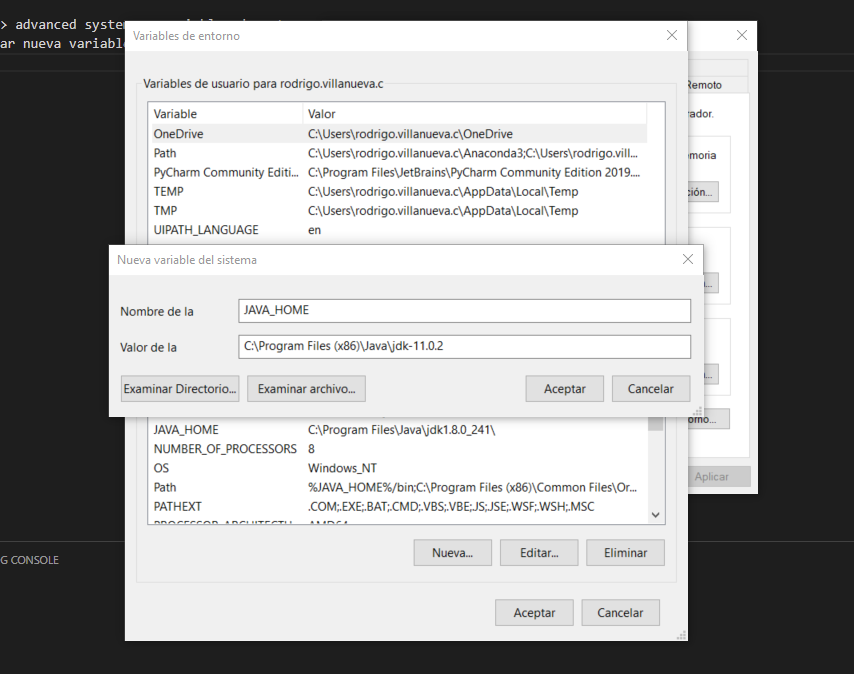 > advanced system
ar nueva variable
Variables de entorno
Variables de usuario para rodrigo.villanueva.c
Variable Valor
OneDrive C:\Users\rodrigo.villanueva.c\OneDrive
Path C:\Users\rodrigo.villanueva.c\Anaconda3;C:\Users\rodrigo.vill...
PyCharm Community Editi... C:\Program Files\JetBrains\PyCharm Community Edition 2019....
TEMP C:\Users\rodrigo.villanueva.c\AppData\Local\Temp
TMP C:\Users\rodrigo.villanueva.c\AppData\Local\Temp
UIPATH_LANGUAGE en
Remoto
rador.
moria
ción...
Nueva variable del sistema
Nombre de la JAVA_HOME
Valor de la C:\Program Files (x86)\Java\jdk-11.0.2
Examinar Directorio... Examinar archivo... Aceptar Cancelar
JAVA_HOME C:\Program Files\Java\jdk1.8.0_241\
NUMBER_OF_PROCESSORS 8
OS Windows_NT
Path %JAVA_HOME%/bin;C:\Program Files (x86)\Common Files\Or...
PATHEXT .COM;.EXE;.BAT;.CMD;.VBS;.VBE;.JS;.JSE;.WSF;.WSH;.MSC
PROCESSOR_ARCHITECTU AMD64
Nueva... Editar... Eliminar
Aceptar Cancelar
orno...
Aplicar
G CONSOLE